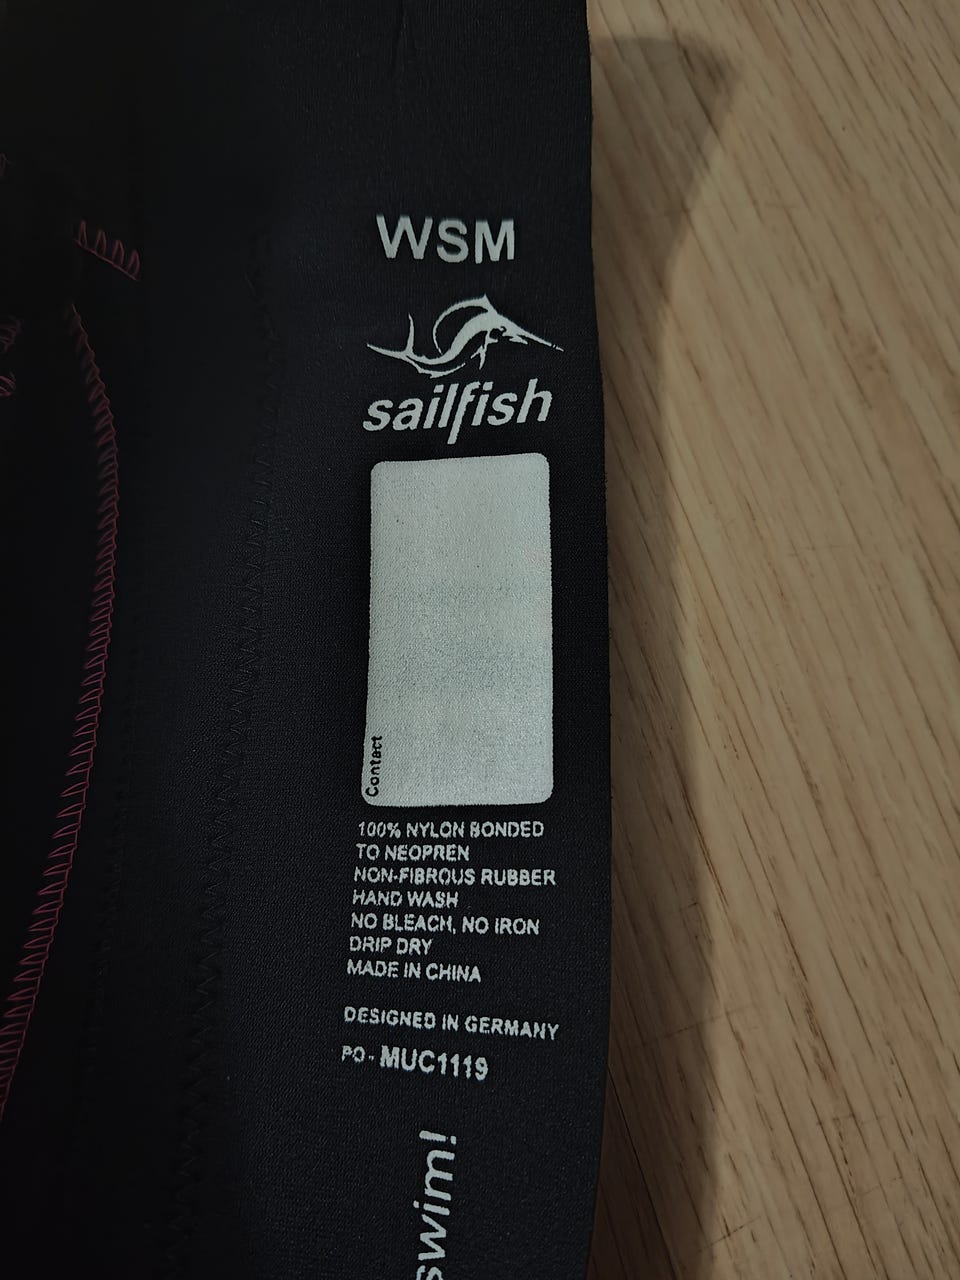 WSM
sailfish
Contact
100% NYLON BONDED
TO NEOPREN
NON-FIBROUS RUBBER
HAND WASH
NO BLEACH, NO IRON
DRIP DRY
MADE IN CHINA
DESIGNED IN GERMANY
PO - MUC1119
swim!